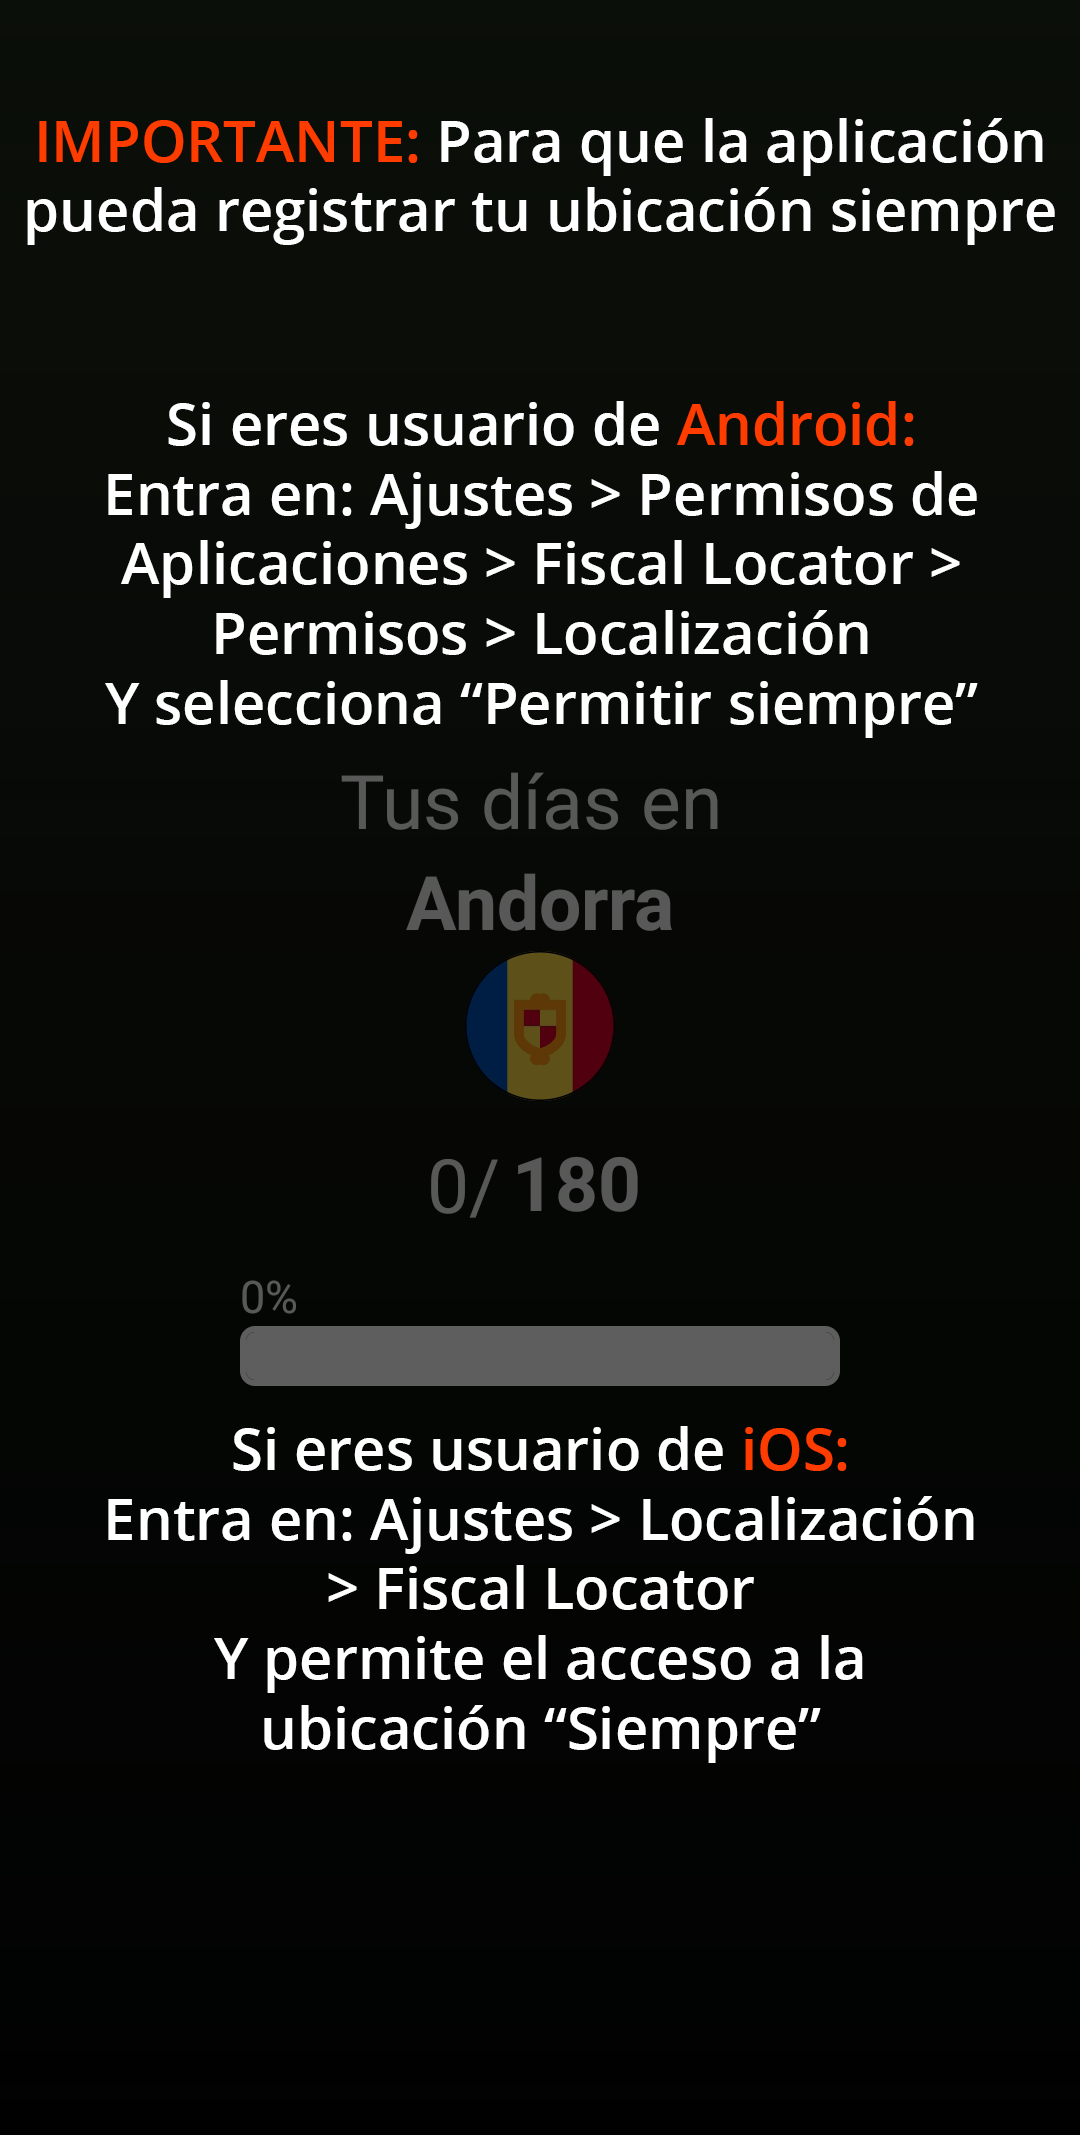 IMPORTANTE: Para que la aplicación
pueda registrar tu ubicación siempre
Si eres usuario de Android:
Entra en: Ajustes > Permisos de
Aplicaciones > Fiscal Locator >
Permisos > Localización
Y selecciona “Permitir siempre”
Tus días en
Andorra
0/ 180
0%
Si eres usuario de iOS:
Entra en: Ajustes > Localización
> Fiscal Locator
Y permite el acceso a la
ubicación “Siempre”